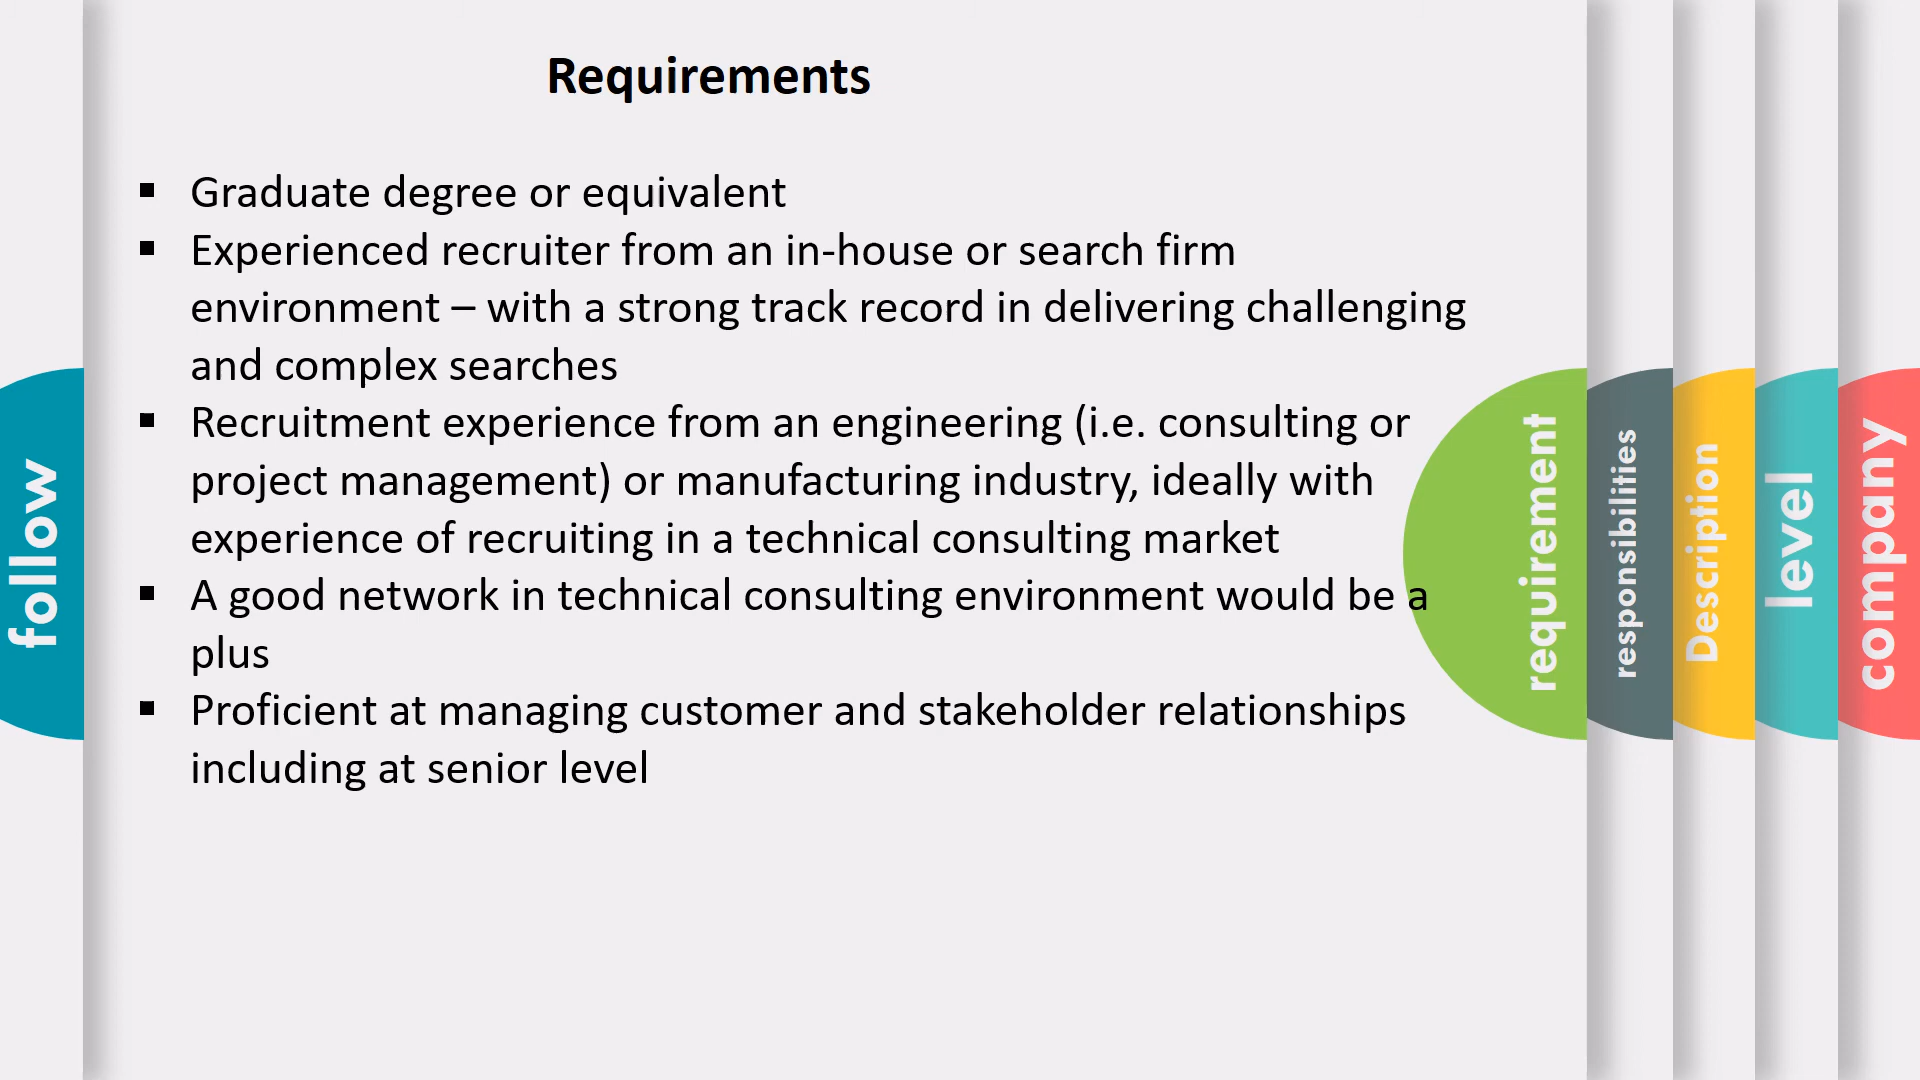 Requirements
▪ Graduate degree or equivalent
▪ Experienced recruiter from an in-house or search firm
environment – with a strong track record in delivering challenging
and complex searches
▪ Recruitment experience from an engineering (i.e. consulting or
project management) or manufacturing industry, ideally with
experience of recruiting in a technical consulting market
▪ A good network in technical consulting environment would be a
plus
▪ Proficient at managing customer and stakeholder relationships
including at senior level
follow
requirement
responsibilities
Description
level
company